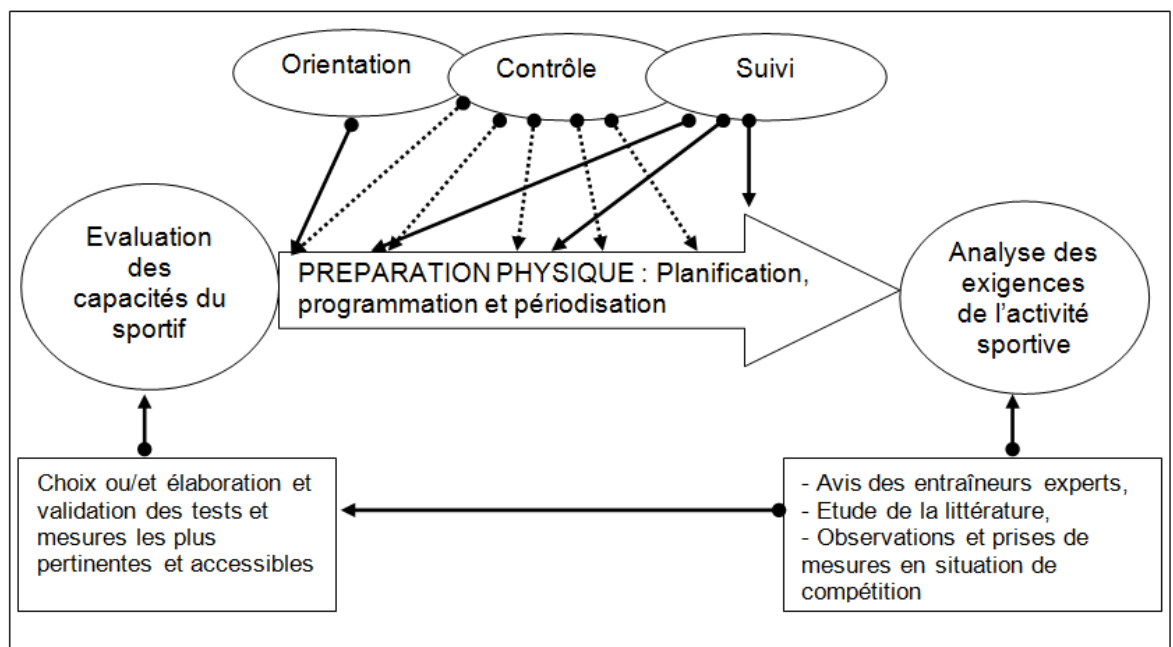 Orientation
Contrôle
Suivi
Evaluation
des
capacités du
sportif
PREPARATION PHYSIQUE : Planification,
programmation et périodisation
Analyse des
exigences
de l’activité
sportive
Choix ou/et élaboration et
validation des tests et
mesures les plus
pertinentes et accessibles
- Avis des entraîneurs experts,
- Etude de la littérature,
- Observations et prises de
mesures en situation de
compétition